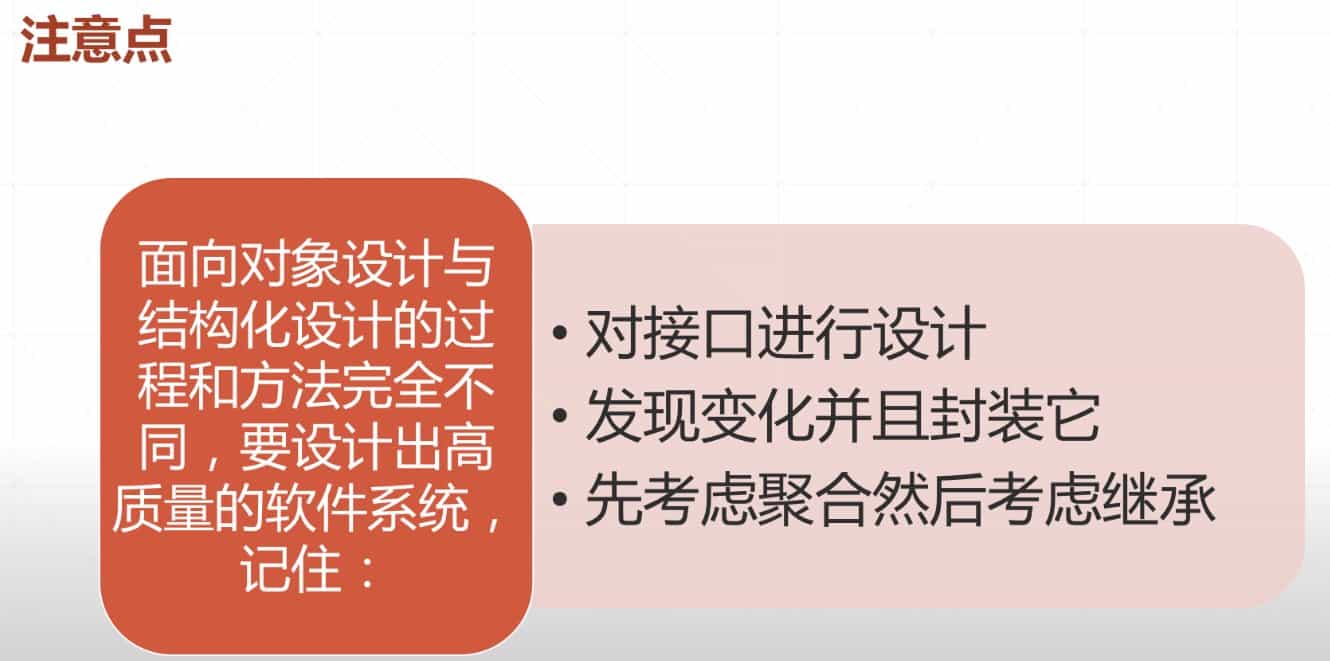 注意点
面向对象设计与
结构化设计的过
程和方法完全不
同，要设计出高
质量的软件系统，
记住：
• 对接口进行设计
• 发现变化并且封装它
• 先考虑聚合然后考虑继承